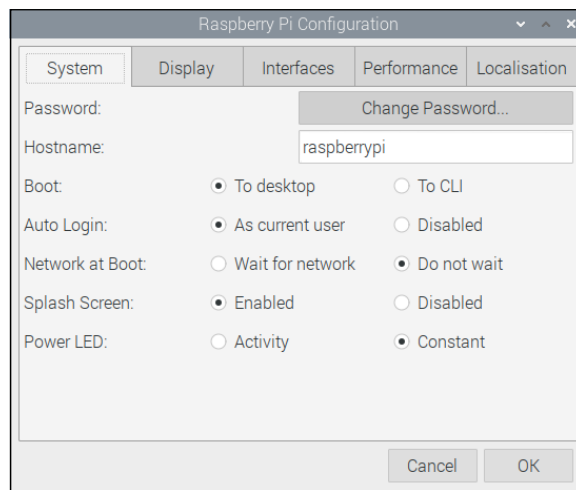 Raspberry Pi Configuration
System Display Interfaces Performance Localisation
Password: Change Password...
Hostname: raspberrypi
Boot: To desktop To CLI
Auto Login: As current user Disabled
Network at Boot: Wait for network Do not wait
Splash Screen: Enabled Disabled
Power LED: Activity Constant
Cancel OK